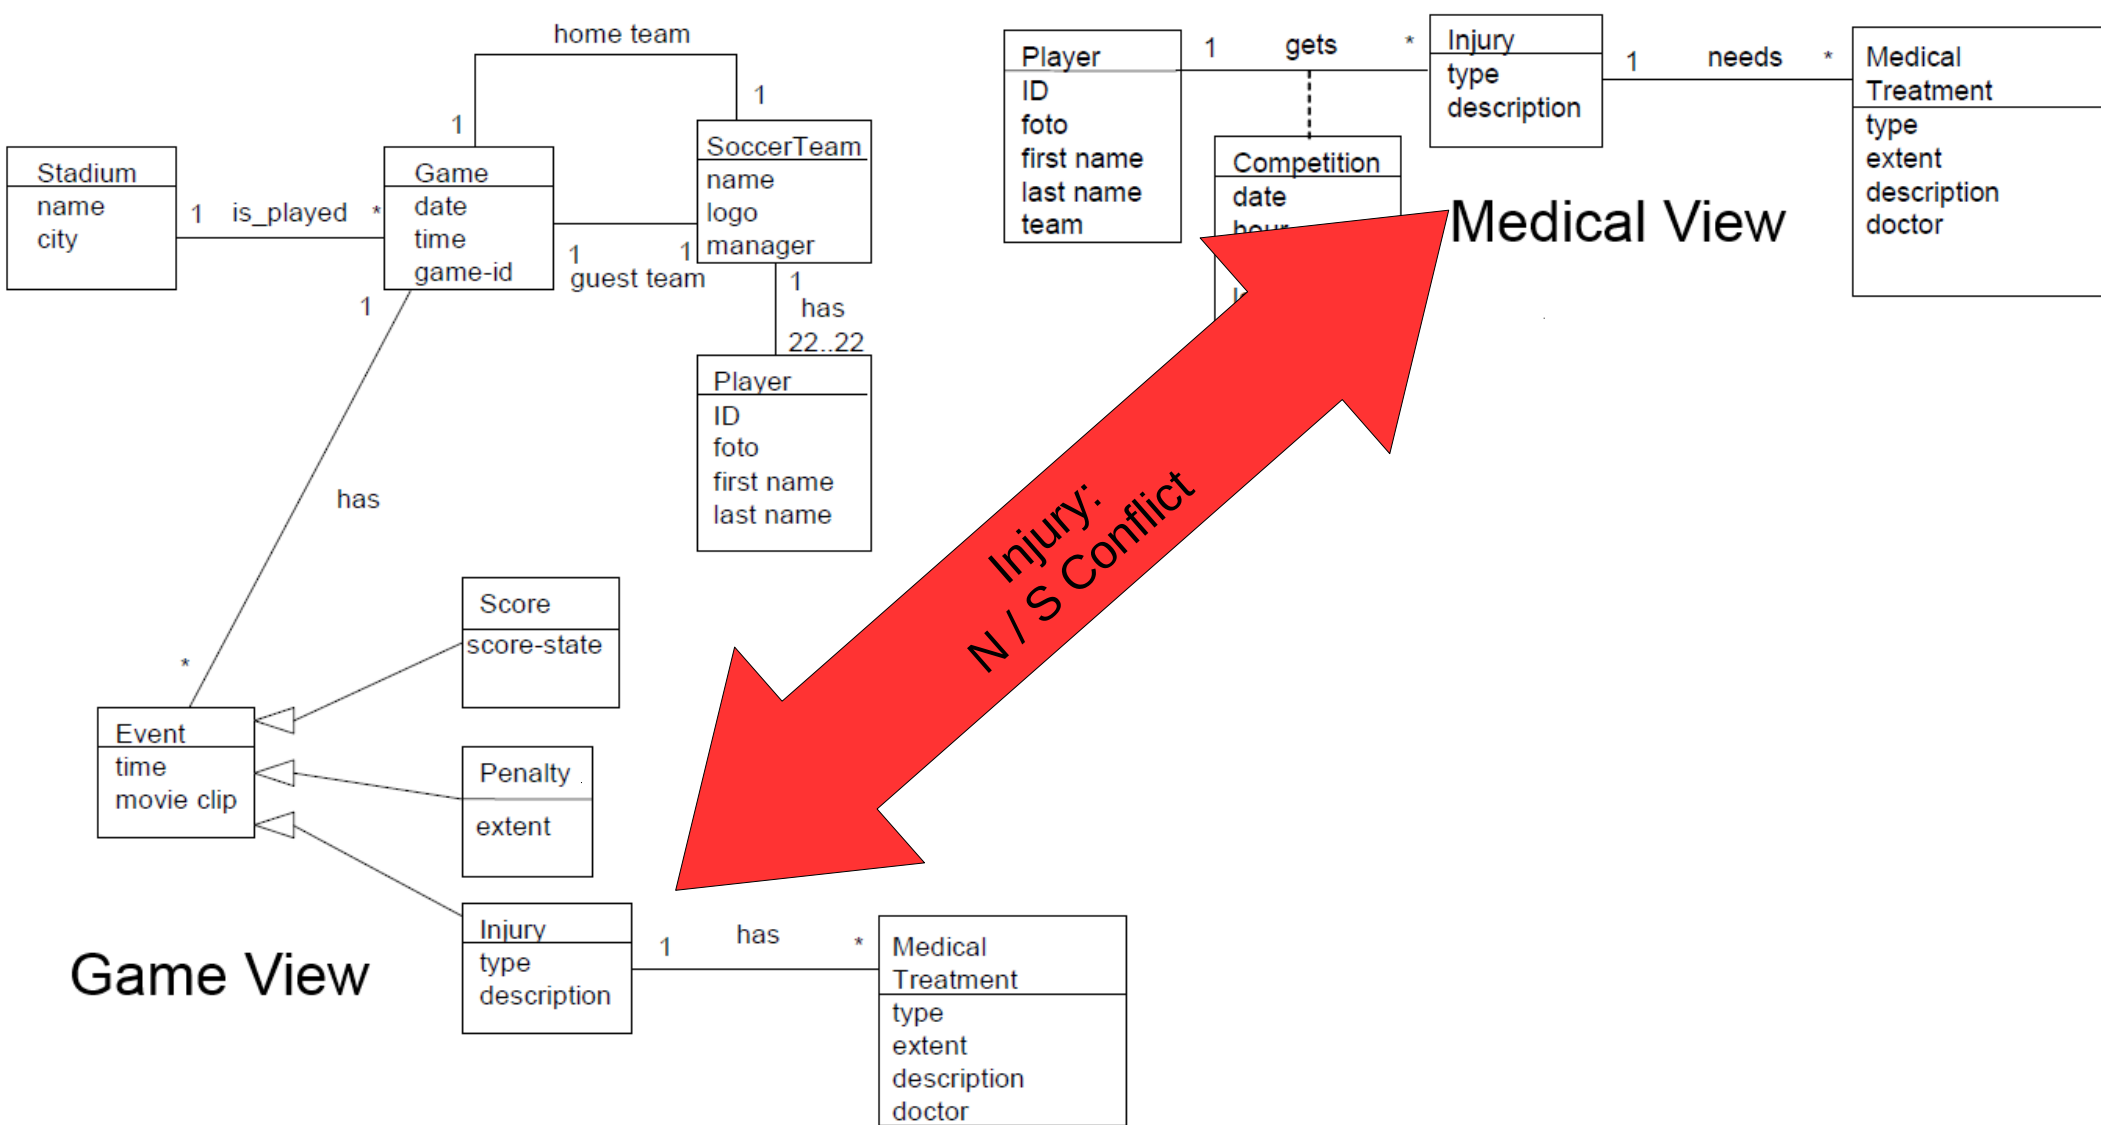 home team
1
1
Stadium
name
city
1 is_played *
Game
date
time
game-id
SoccerTeam
name
logo
manager
1
1
guest team
1
has
22..22
Player
ID
foto
first name
last name
1
has
*
Event
time
movie clip
Score
score-state
Penalty
extent
Injury
type
description
1 has *
Medical
Treatment
type
extent
description
doctor
Game View
Player
ID
foto
first name
last name
team
1 gets *
Injury
type
description
1 needs *
Medical
Treatment
type
extent
description
doctor
Competition
date
hour
Medical View
Injury:
N / S Conflict